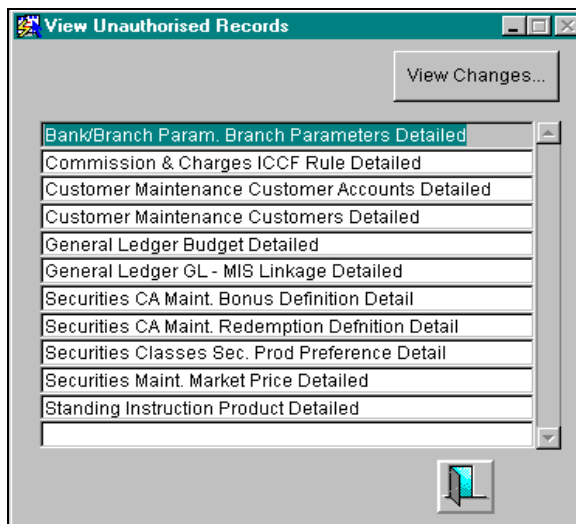 View Unauthorised Records
View Changes...
Bank/Branch Param. Branch Parameters Detailed
Commission & Charges ICCF Rule Detailed
Customer Maintenance Customer Accounts Detailed
Customer Maintenance Customers Detailed
General Ledger Budget Detailed
General Ledger GL - MIS Linkage Detailed
Securities CA Maint. Bonus Definition Detail
Securities CA Maint. Redemption Defnition Detail
Securities Classes Sec. Prod Preference Detail
Securities Maint. Market Price Detailed
Standing Instruction Product Detailed